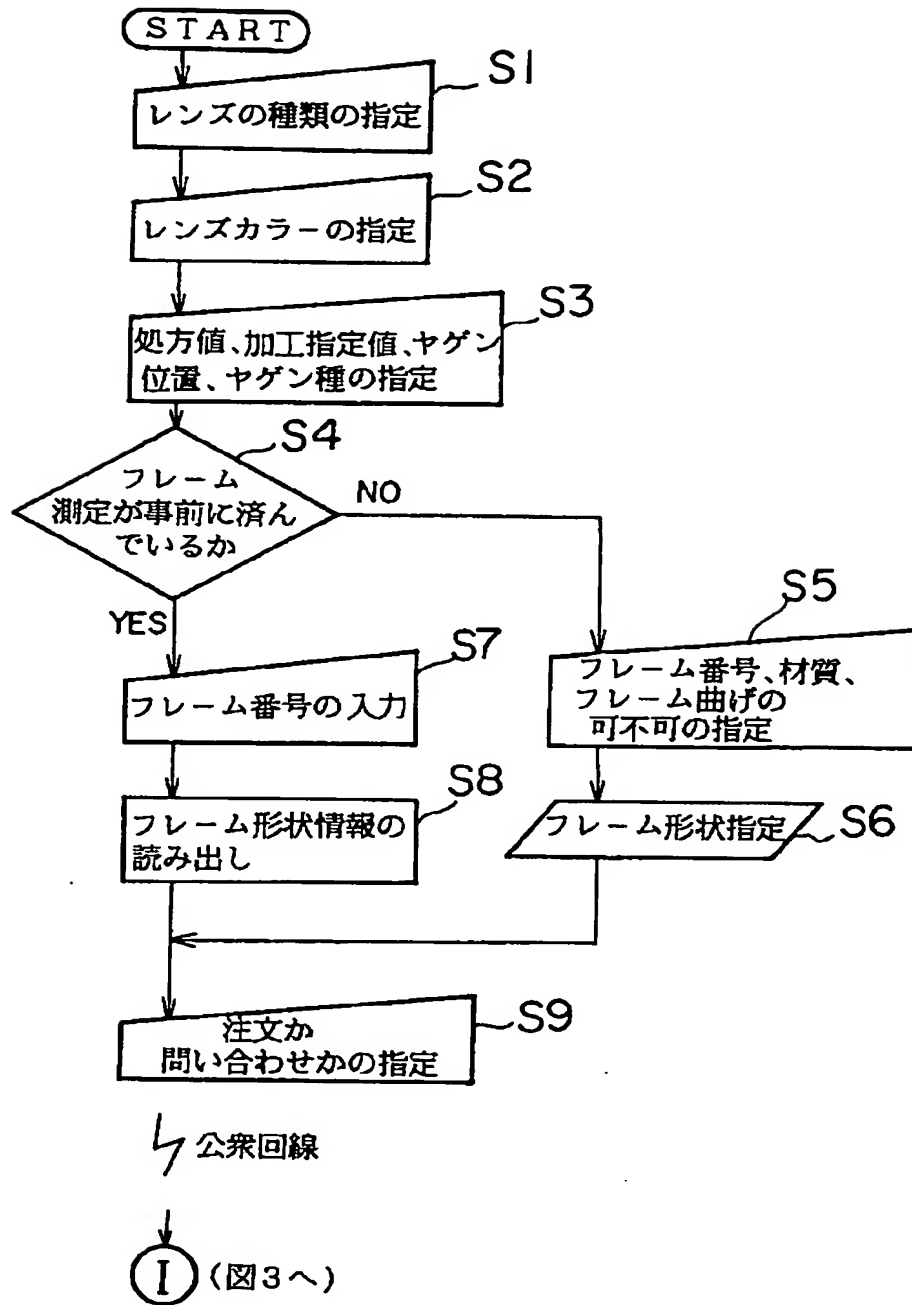 START
S1
レンズの種類の指定
S2
レンズカラーの指定
S3
処方値、加工指定値、ヤゲン
位置、ヤゲン種の指定
S4
フレーム
測定が事前に済ん
でいるか
NO
YES
S5
フレーム番号、材質、
フレーム曲げの
可不可の指定
S7
フレーム番号の入力
S8
フレーム形状情報の
読み出し
フレーム形状指定
S6
S9
注文か
問い合わせかの指定
公衆回線
I (図3へ)